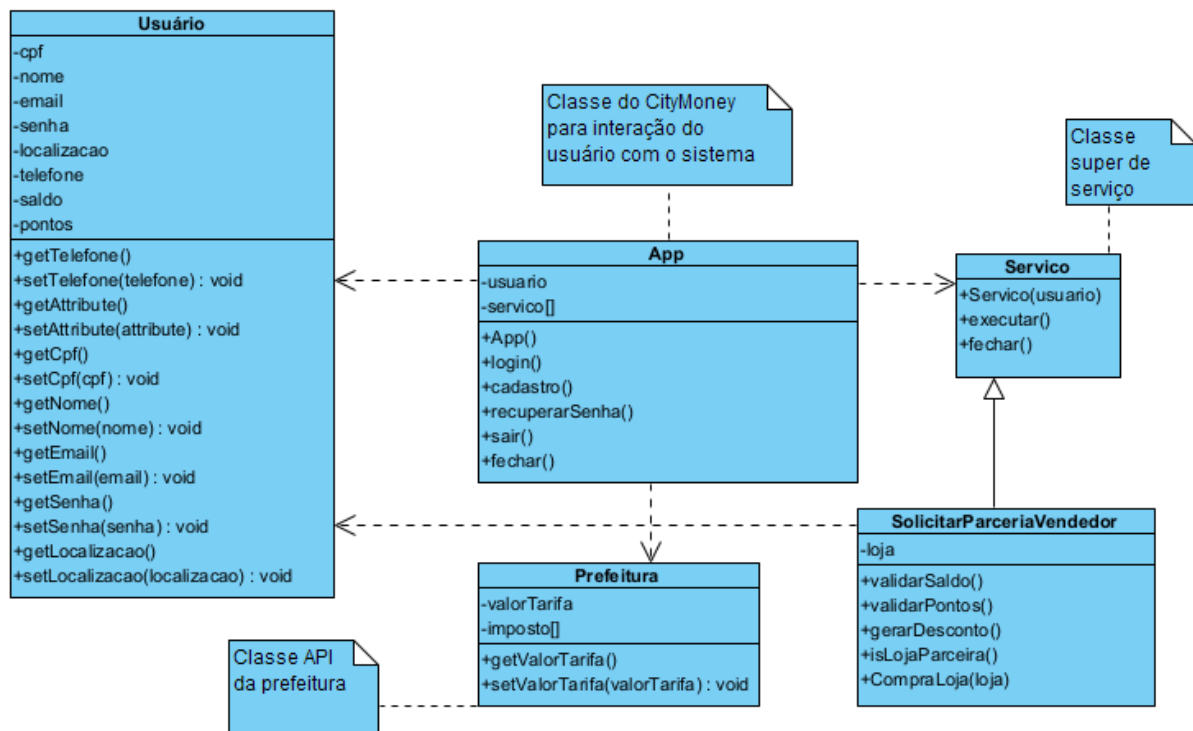 Usuário
-cpf
-nome
-email
-senha
-localizacao
-telefone
-saldo
-pontos
+getTelefone()
+setTelefone(telefone) : void
+getAttribute()
+setAttribute(attribute) : void
+getCpf()
+setCpf(cpf) : void
+getNome()
+setNome(nome) : void
+getEmail()
+setEmail(email) : void
+getSenha()
+setSenha(senha) : void
+getLocalizacao()
+setLocalizacao(localizacao) : void
Classe do CityMoney
para interação do
usuário com o sistema
Classe
super de
serviço
App
-usuario
-servico[]
+App()
+login()
+cadastro()
+recuperarSenha()
+sair()
+fechar()
Servico
+Servico(usuario)
+executar()
+fechar()
SolicitarParceriaVendedor
-loja
+validarSaldo()
+validarPontos()
+gerarDesconto()
+isLojaParceira()
+CompraLoja(loja)
Prefeitura
-valorTarifa
-imposto[]
+getValorTarifa()
+setValorTarifa(valorTarifa) : void
Classe API
da prefeitura